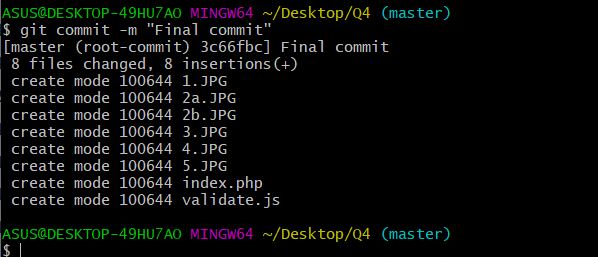 ASUS@DESKTOP-49HU7AO MINGW64 ~/Desktop/Q4 (master)
$ git commit -m "Final commit"
[master (root-commit) 3c66fbc] Final commit
 8 files changed, 8 insertions(+)
 create mode 100644 1.JPG
 create mode 100644 2a.JPG
 create mode 100644 2b.JPG
 create mode 100644 3.JPG
 create mode 100644 4.JPG
 create mode 100644 5.JPG
 create mode 100644 index.php
 create mode 100644 validate.js
ASUS@DESKTOP-49HU7AO MINGW64 ~/Desktop/Q4 (master)
$